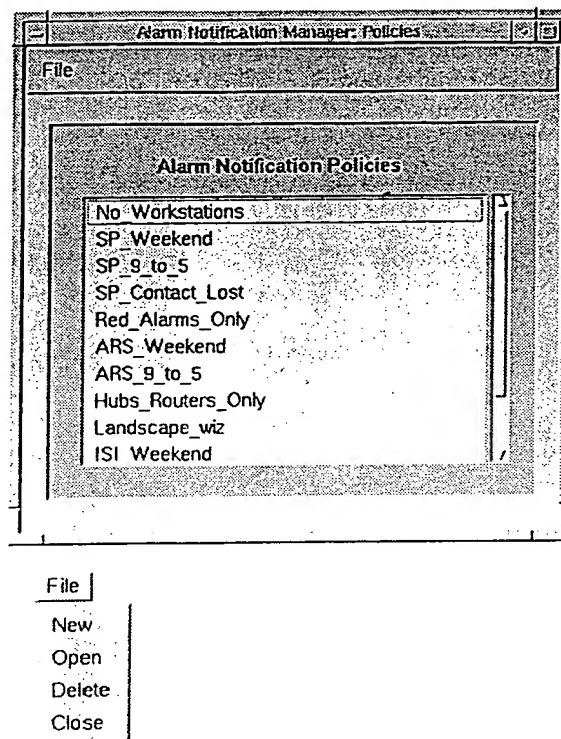 Alarm Notification Manager: Policies
File
Alarm Notification Policies
No Workstations
SP_Weekend
SP_9_to_5
SP_Contact_Lost
Red_Alarms_Only
ARS_Weekend
ARS_9_to_5
Hubs_Routers_Only
Landscape_wiz
ISI_Weekend
File
New
Open
Delete
Close